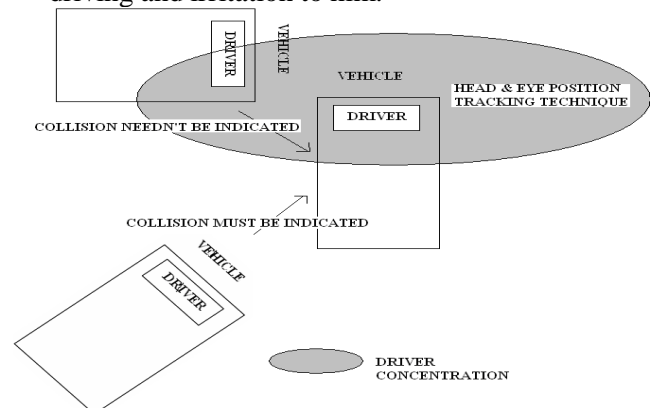 driving and irritation to him.
DRIVER
VEHICLE
VEHICLE
HEAD & EYE POSITION
TRACKING TECHNIQUE
DRIVER
COLLISION NEEDN'T BE INDICATED
COLLISION MUST BE INDICATED
VEHICLE
DRIVER
DRIVER
CONCENTRATION